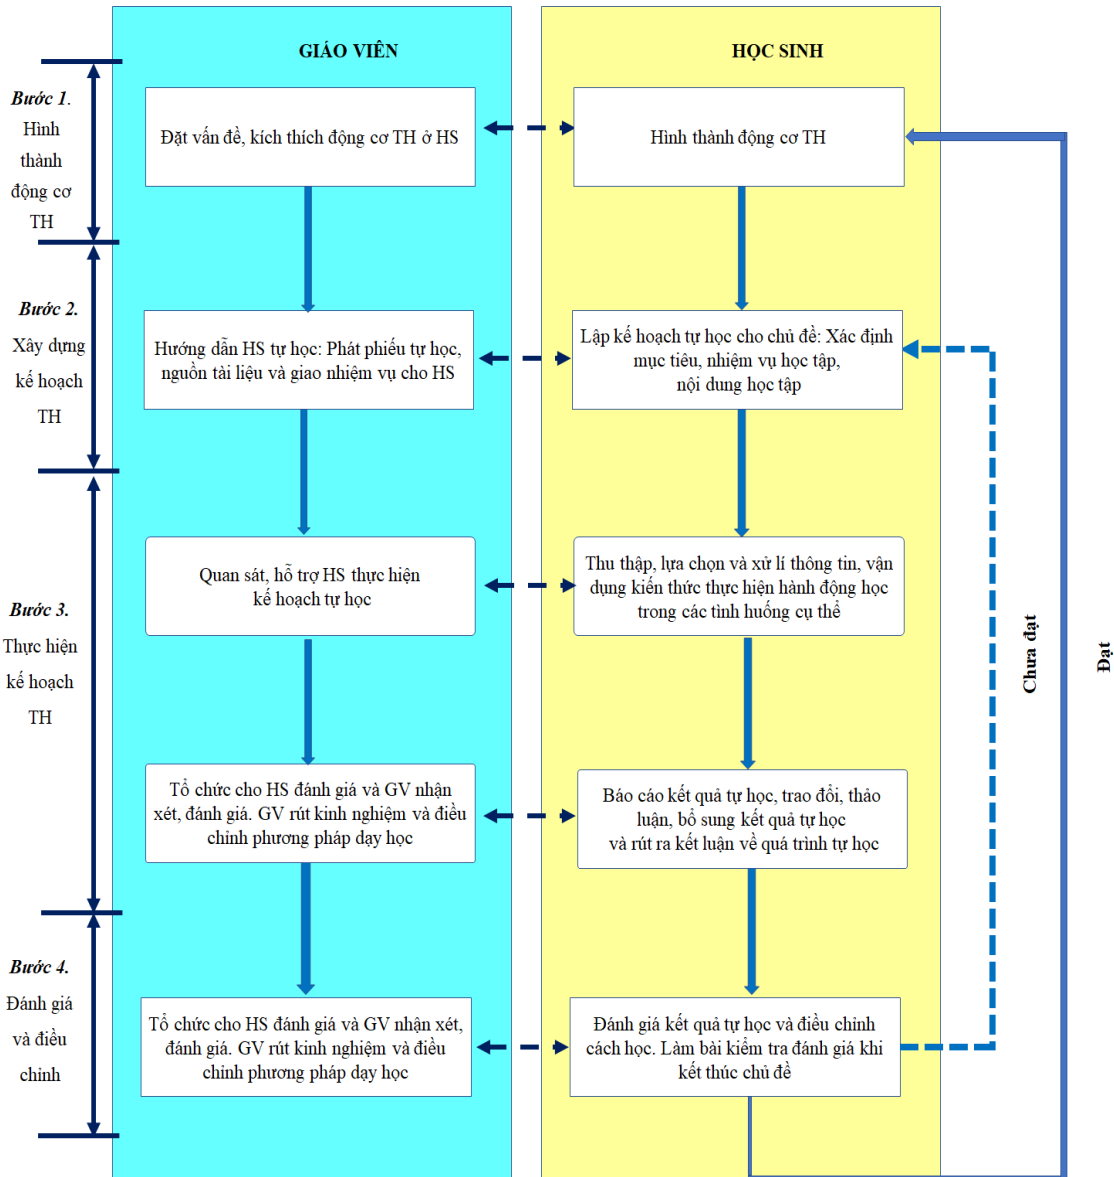 GIÁO VIÊN
HỌC SINH
Bước 1.
Hình
thành
động cơ
TH
Đặt vấn đề, kích thích động cơ TH ở HS
Hình thành động cơ TH
Bước 2.
Xây dựng
kế hoạch
TH
Hướng dẫn HS tự học: Phát phiếu tự học,
nguồn tài liệu và giao nhiệm vụ cho HS
Lập kế hoạch tự học cho chủ đề: Xác định
mục tiêu, nhiệm vụ học tập,
nội dung học tập
Bước 3.
Thực hiện
kế hoạch
TH
Quan sát, hỗ trợ HS thực hiện
kế hoạch tự học
Thu thập, lựa chọn và xử lí thông tin, vận
dụng kiến thức thực hiện hành động học
trong các tình huống cụ thể
Tổ chức cho HS đánh giá và GV nhận
xét, đánh giá. GV rút kinh nghiệm và điều
chỉnh phương pháp dạy học
Báo cáo kết quả tự học, trao đổi, thảo
luận, bổ sung kết quả tự học
và rút ra kết luận về quá trình tự học
Bước 4.
Đánh giá
và điều
chỉnh
Tổ chức cho HS đánh giá và GV nhận xét,
đánh giá. GV rút kinh nghiệm và điều
chỉnh phương pháp dạy học
Đánh giá kết quả tự học và điều chỉnh
cách học. Làm bài kiểm tra đánh giá khi
kết thúc chủ đề
Chưa đạt
Đạt